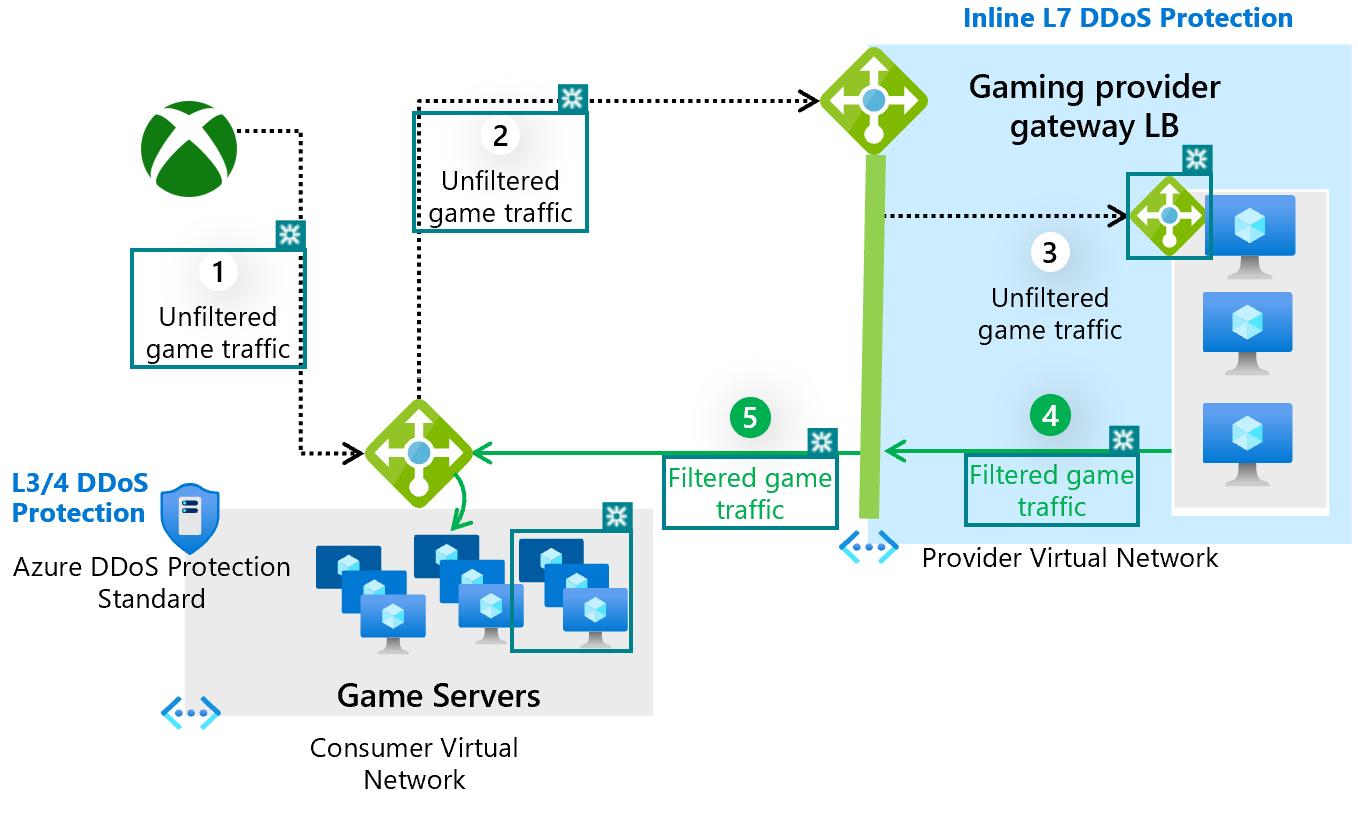 Inline L7 DDoS Protection
Gaming provider
gateway LB
2
Unfiltered
game traffic
1
Unfiltered
game traffic
3
Unfiltered
game traffic
5
Filtered game
traffic
4
Filtered game
traffic
L3/4 DDoS
Protection
Azure DDoS Protection
Standard
Provider Virtual Network
Game Servers
Consumer Virtual
Network